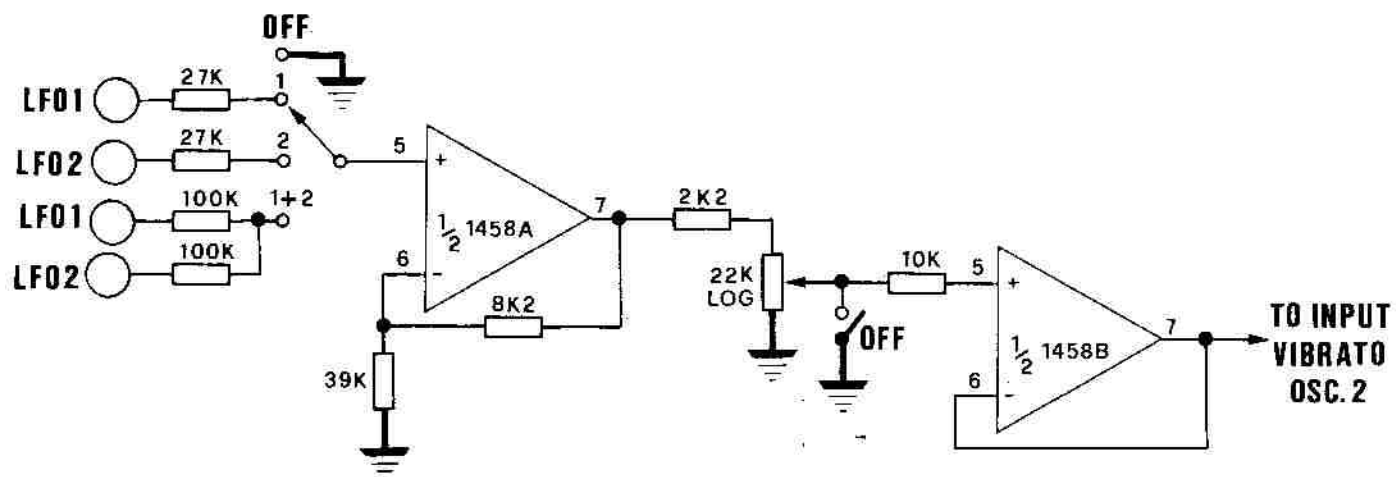 OFF
LFO1
27K
1
LFO2
27K
2
LFO1
100K
1+2
LFO2
100K
5
+
1/2 1458A
7
6
-
8K2
39K
2K2
22K
LOG
OFF
10K
5
+
1/2 1458B
7
6
-
TO INPUT
VIBRATO
OSC. 2